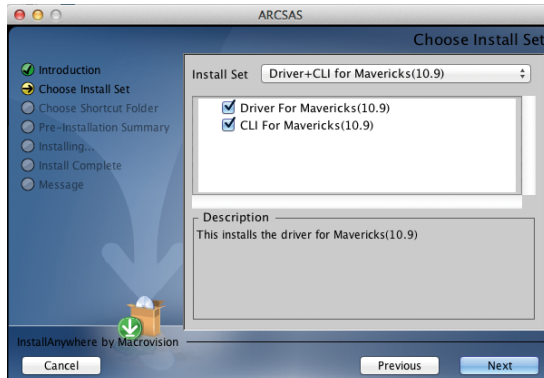 ARCSAS
Choose Install Set
Introduction
Choose Install Set
Choose Shortcut Folder
Pre-Installation Summary
Installing...
Install Complete
Message
Install Set
Driver+CLI for Mavericks(10.9)
Driver For Mavericks(10.9)
CLI For Mavericks(10.9)
Description
This installs the driver for Mavericks(10.9)
InstallAnywhere by Macrovision
Cancel
Previous
Next